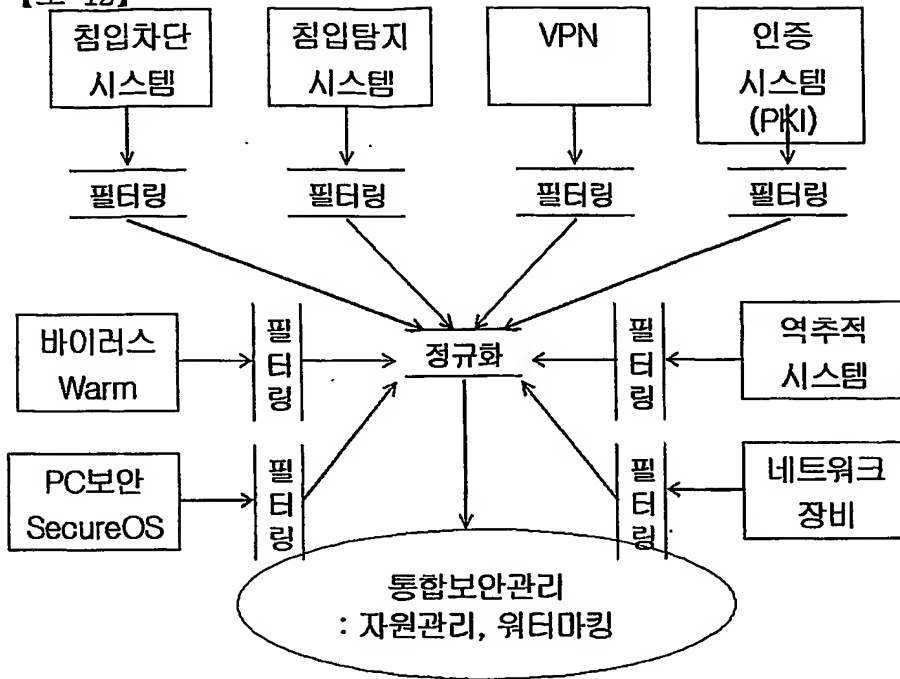 침입차단
시스템
침입탐지
시스템
VPN
인증
시스템
(PKI)
필터링
필터링
필터링
필터링
바이러스
Warm
필터링
정규화
필터링
역추적
시스템
PC보안
SecureOS
필터링
필터링
네트워크
장비
통합보안관리
: 자원관리, 워터마킹